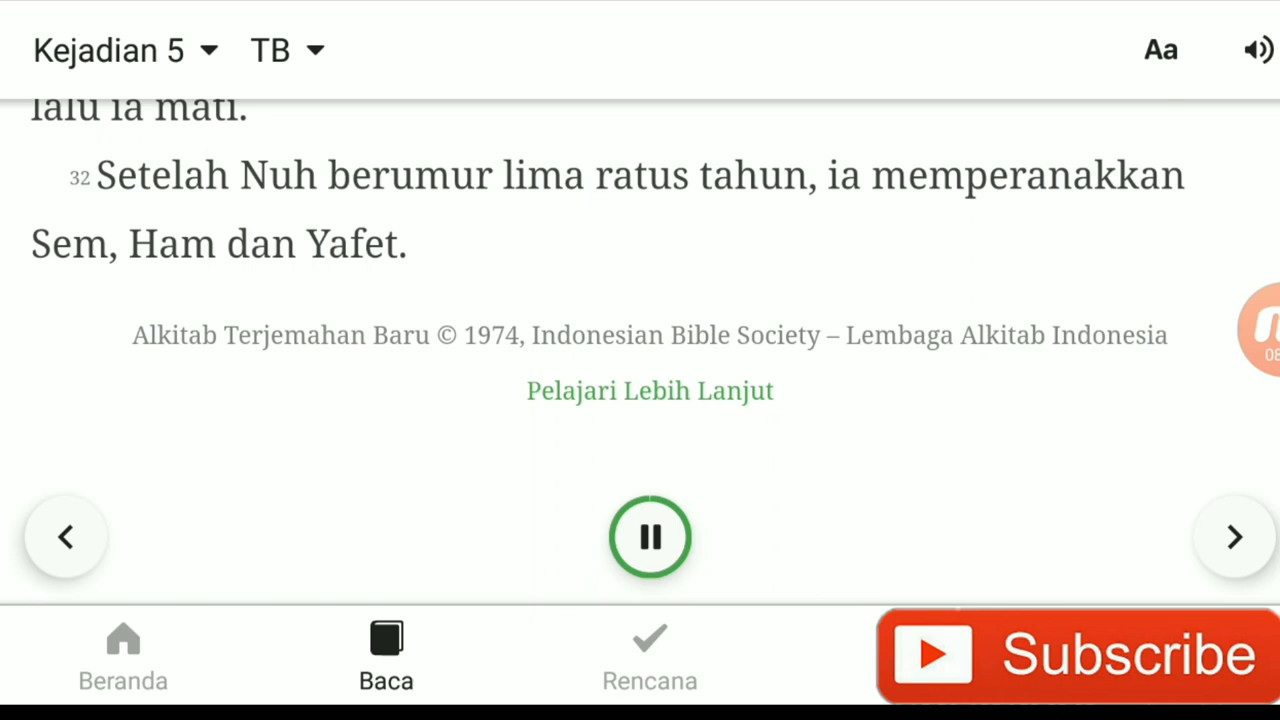 Kejadian 5 TB Aa
lalu ia mati.
32 Setelah Nuh berumur lima ratus tahun, ia memperanakkan
Sem, Ham dan Yafet.
Alkitab Terjemahan Baru © 1974, Indonesian Bible Society – Lembaga Alkitab Indonesia
Pelajari Lebih Lanjut
Beranda Baca Rencana Subscribe